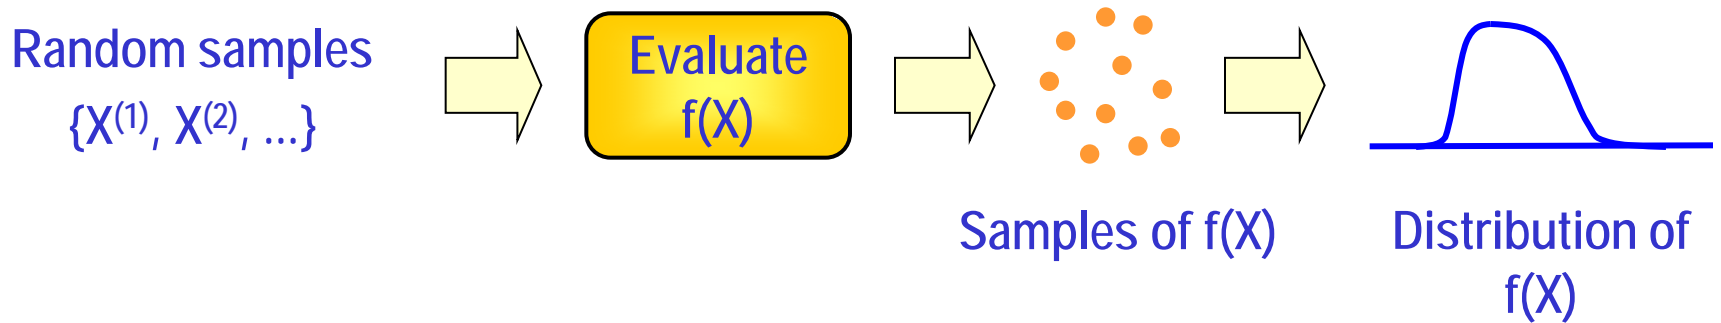 Random samples
{X(1), X(2), ...}
Evaluate
f(X)
Samples of f(X)
Distribution of
f(X)